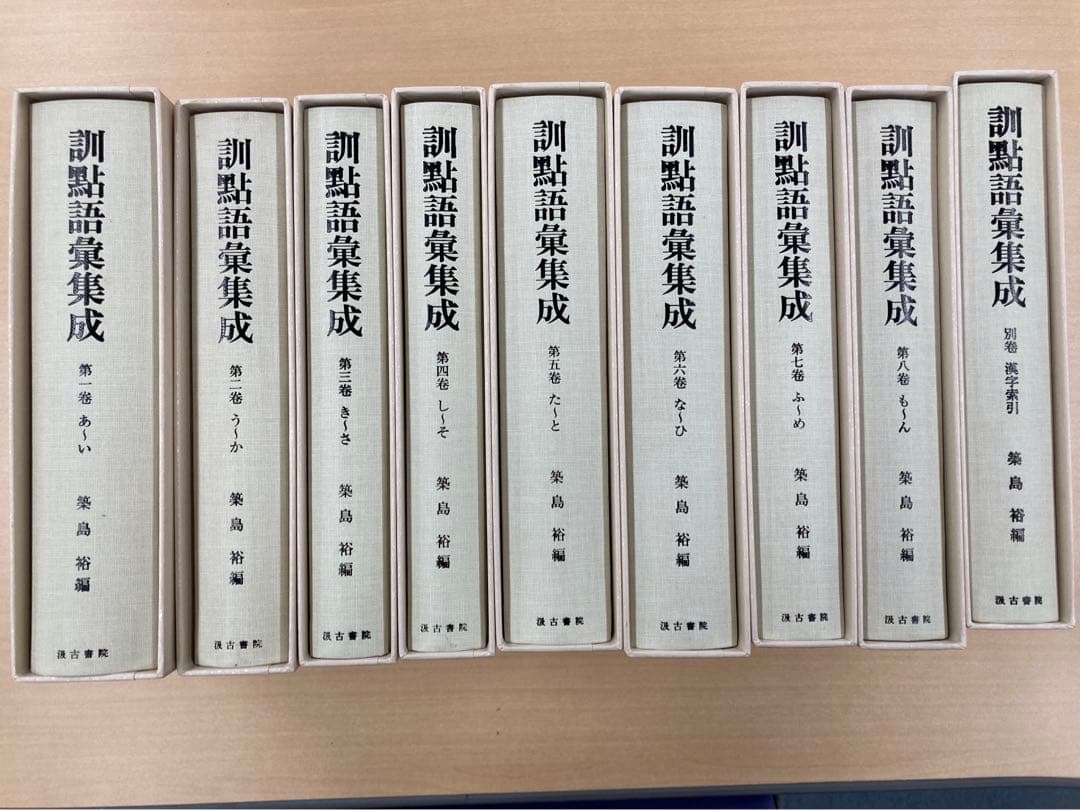 訓點語彙集成
第一巻 あ〜い
築島 裕編
汲古書院
訓點語彙集成
第二巻 う〜か
築島 裕編
汲古書院
訓點語彙集成
第三巻 き〜さ
築島 裕編
汲古書院
訓點語彙集成
第四巻 し〜そ
築島 裕編
汲古書院
訓點語彙集成
第五巻 た〜と
築島 裕編
汲古書院
訓點語彙集成
第六巻 な〜ひ
築島 裕編
汲古書院
訓點語彙集成
第七巻 ふ〜め
築島 裕編
汲古書院
訓點語彙集成
第八巻 も〜ん
築島 裕編
汲古書院
訓點語彙集成
別巻 漢字索引
築島 裕編
汲古書院